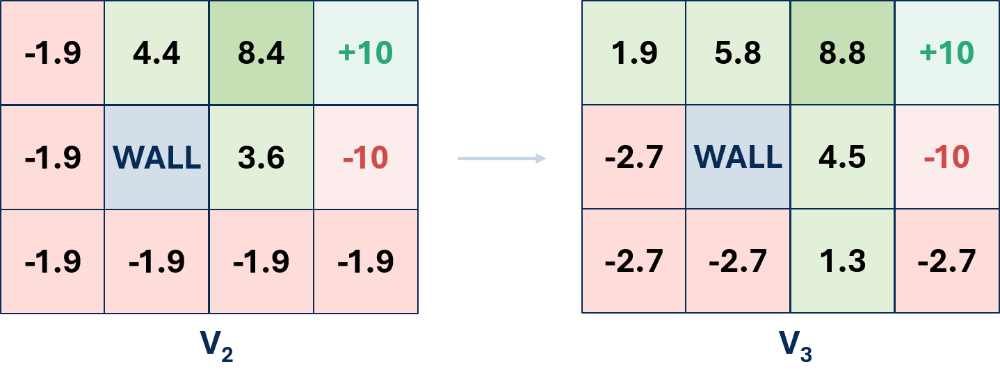 -1.9 4.4 8.4 +10 1.9 5.8 8.8 +10
-1.9 WALL 3.6 -10 -2.7 WALL 4.5 -10
-1.9 -1.9 -1.9 -1.9 -2.7 -2.7 1.3 -2.7
V2 V3